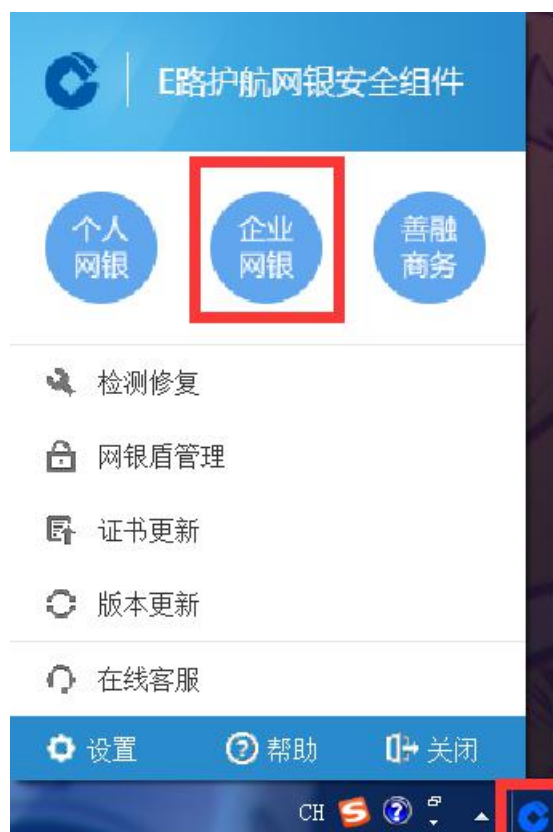 E路护航网银安全组件
个人
网银
企业
网银
善融
商务
检测修复
网银盾管理
证书更新
版本更新
在线客服
设置 帮助 关闭
CH